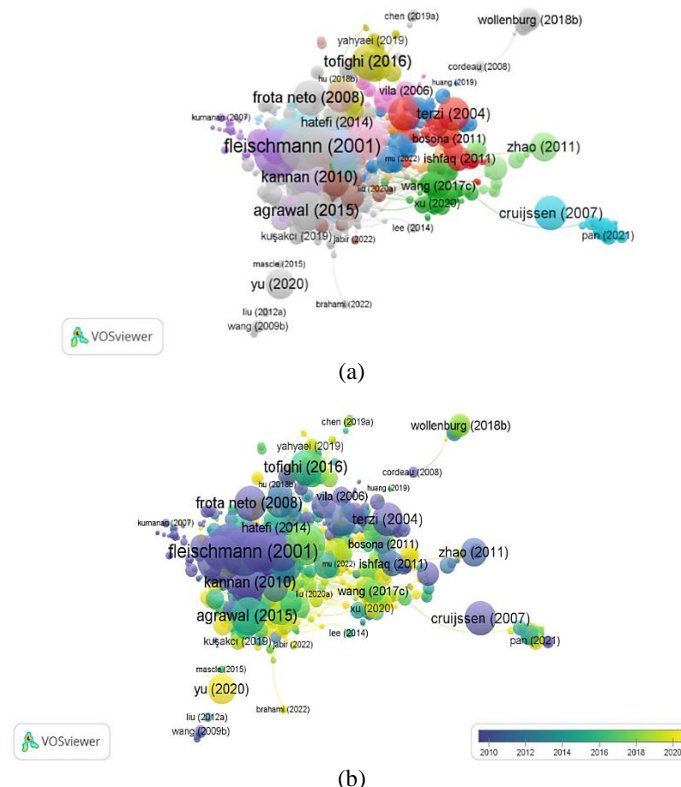 chen (2019a)
wollenburg (2018b)
yahyaei (2019)
tofighi (2016)
cordeau (2008)
hu (2018b)
huang (2019)
frota neto (2008)
vila (2006)
terzi (2004)
kumanan (2007)
hatefi (2014)
bosona (2011)
fleischmann (2001)
zhao (2011)
mu (2022)
ishfaq (2011)
kannan (2010)
liu (2020a)
wang (2017c)
xu (2020)
agrawal (2015)
cruijssen (2007)
lee (2014)
kuşakcı (2019)
jabir (2022)
pan (2021)
mascle (2015)
yu (2020)
brahami (2022)
liu (2012a)
wang (2009b)
VOSviewer
(a)
chen (2019a)
wollenburg (2018b)
yahyaei (2019)
tofighi (2016)
cordeau (2008)
hu (2018b)
huang (2019)
frota neto (2008)
vila (2006)
terzi (2004)
kumanan (2007)
hatefi (2014)
bosona (2011)
fleischmann (2001)
zhao (2011)
mu (2022)
ishfaq (2011)
kannan (2010)
liu (2020a)
wang (2017c)
xu (2020)
agrawal (2015)
cruijssen (2007)
lee (2014)
kuşakcı (2019)
jabir (2022)
pan (2021)
mascle (2015)
yu (2020)
brahami (2022)
liu (2012a)
wang (2009b)
VOSviewer
2010 2012 2014 2016 2018 2020
(b)